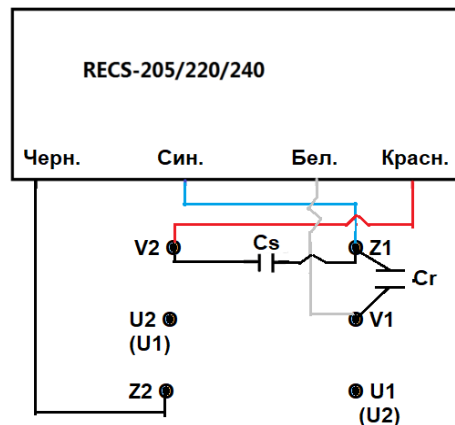 RECS-205/220/240
Черн. Син. Бел. Красн.
V2 Cs Z1
Cr
U2 V1
(U1)
Z2 U1
(U2)